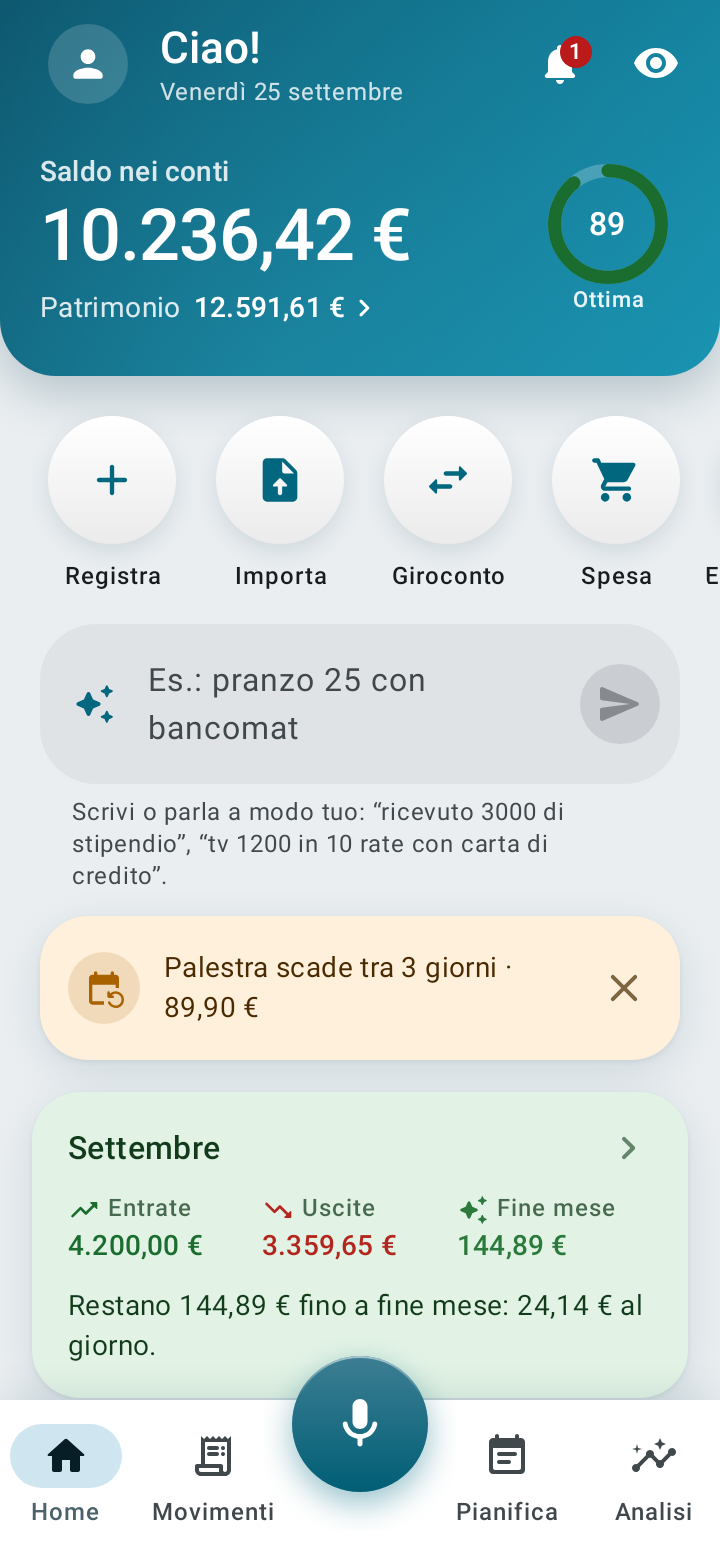 Ciao!
1
Venerdì 25 settembre
Saldo nei conti
10.236,42 €
Patrimonio 12.591,61 €
89
Ottima
Registra
Importa
Giroconto
Spesa
E
Es.: pranzo 25 con
bancomat
Scrivi o parla a modo tuo: “ricevuto 3000 di
stipendio”, “tv 1200 in 10 rate con carta di
credito”.
Palestra scade tra 3 giorni ·
89,90 €
Settembre
Entrate
Uscite
Fine mese
4.200,00 €
3.359,65 €
144,89 €
Restano 144,89 € fino a fine mese: 24,14 € al
giorno.
Home
Movimenti
Pianifica
Analisi